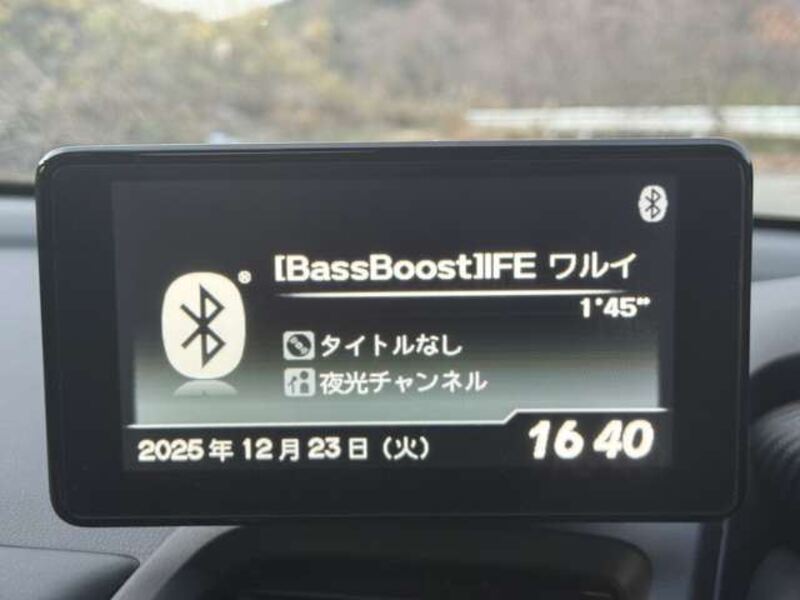 [BassBoost]IFE ワルイ
1'45"
タイトルなし
夜光チャンネル
2025年12月23日（火）
16 40